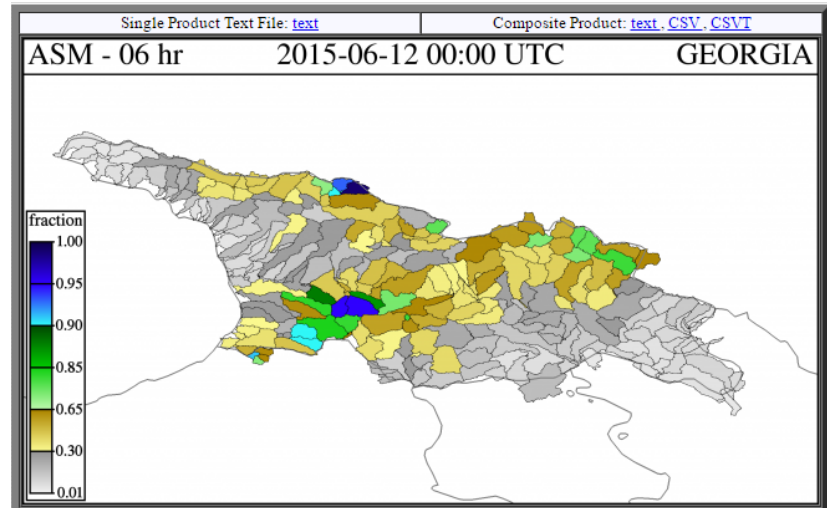 Single Product Text File: text
Composite Product: text , CSV , CSVT
ASM - 06 hr 2015-06-12 00:00 UTC GEORGIA
fraction
1.00
0.95
0.90
0.85
0.65
0.30
0.01